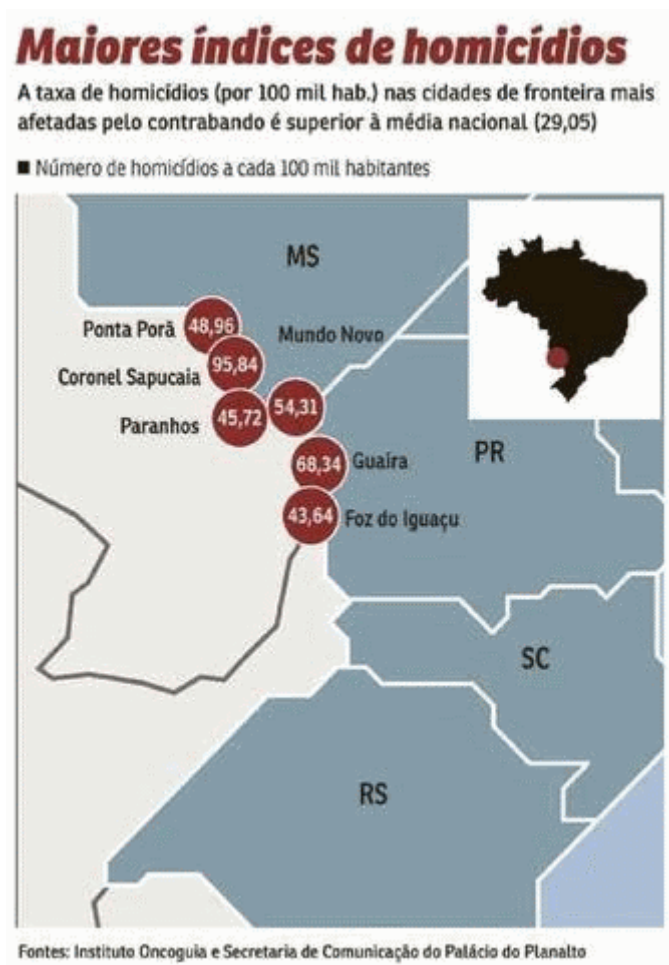 Maiores índices de homicídios
A taxa de homicídios (por 100 mil hab.) nas cidades de fronteira mais
afetadas pelo contrabando é superior à média nacional (29,05)
Número de homicídios a cada 100 mil habitantes
MS
Ponta Porã 48,96
Mundo Novo
Coronel Sapucaia 95,84
54,31
Paranhos 45,72
PR
68,34 Guaíra
43,64 Foz do Iguaçu
SC
RS
Fontes: Instituto Oncoguia e Secretaria de Comunicação do Palácio do Planalto